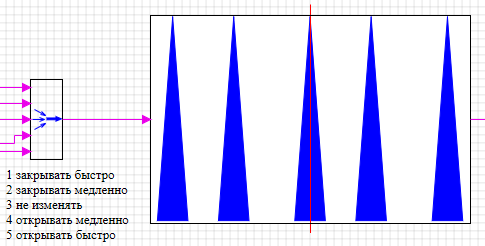 1 закрывать быстро
2 закрывать медленно
3 не изменять
4 открывать медленно
5 открывать быстро